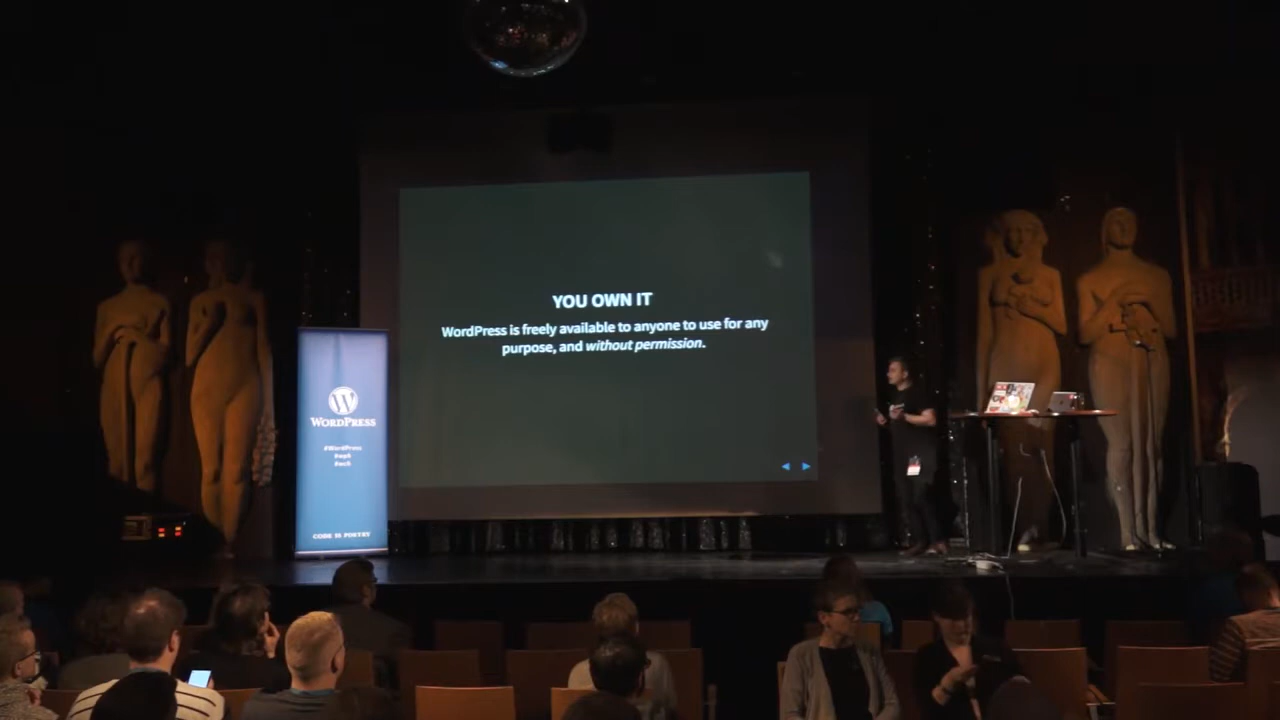 YOU OWN IT
WordPress is freely available to anyone to use for any
purpose, and without permission.
WORDPRESS
#WordPress
CODE IS POETRY